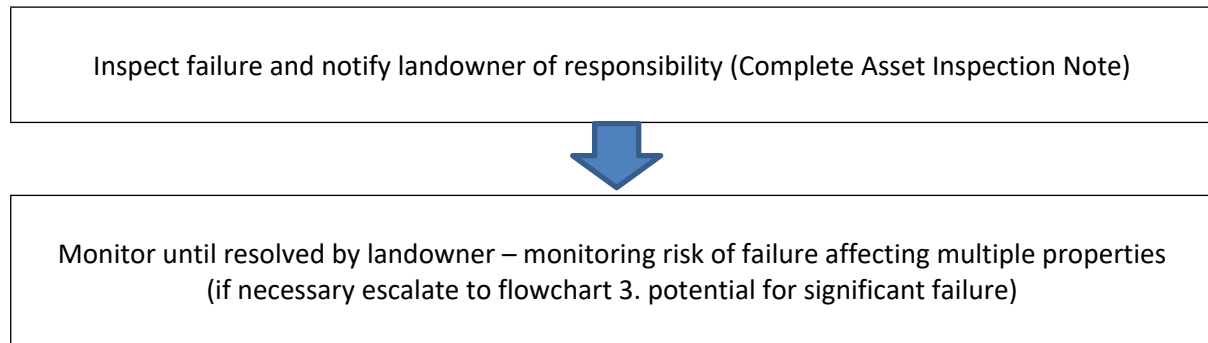 Inspect failure and notify landowner of responsibility (Complete Asset Inspection Note)
Monitor until resolved by landowner – monitoring risk of failure affecting multiple properties
(if necessary escalate to flowchart 3. potential for significant failure)